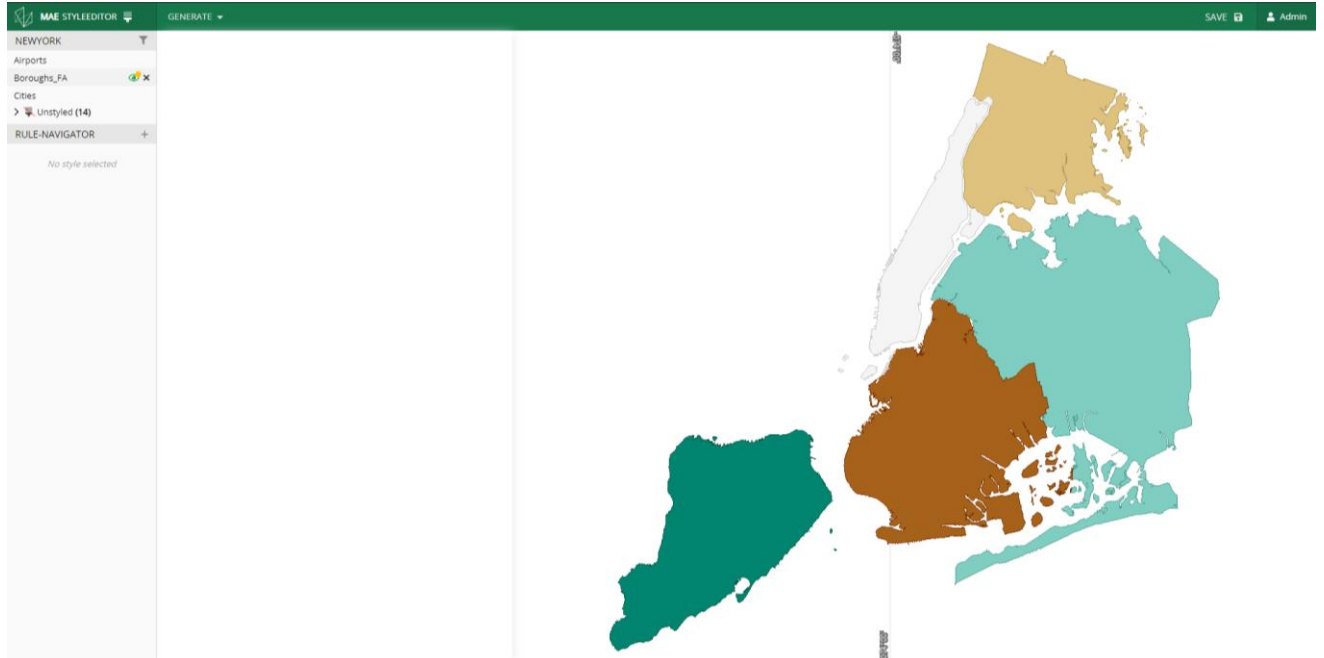 MAE STYLEEDITOR
GENERATE
SAVE
Admin
NEWYORK
Airports
Boroughs_FA
Cities
Unstyled (14)
RULE-NAVIGATOR
No style selected